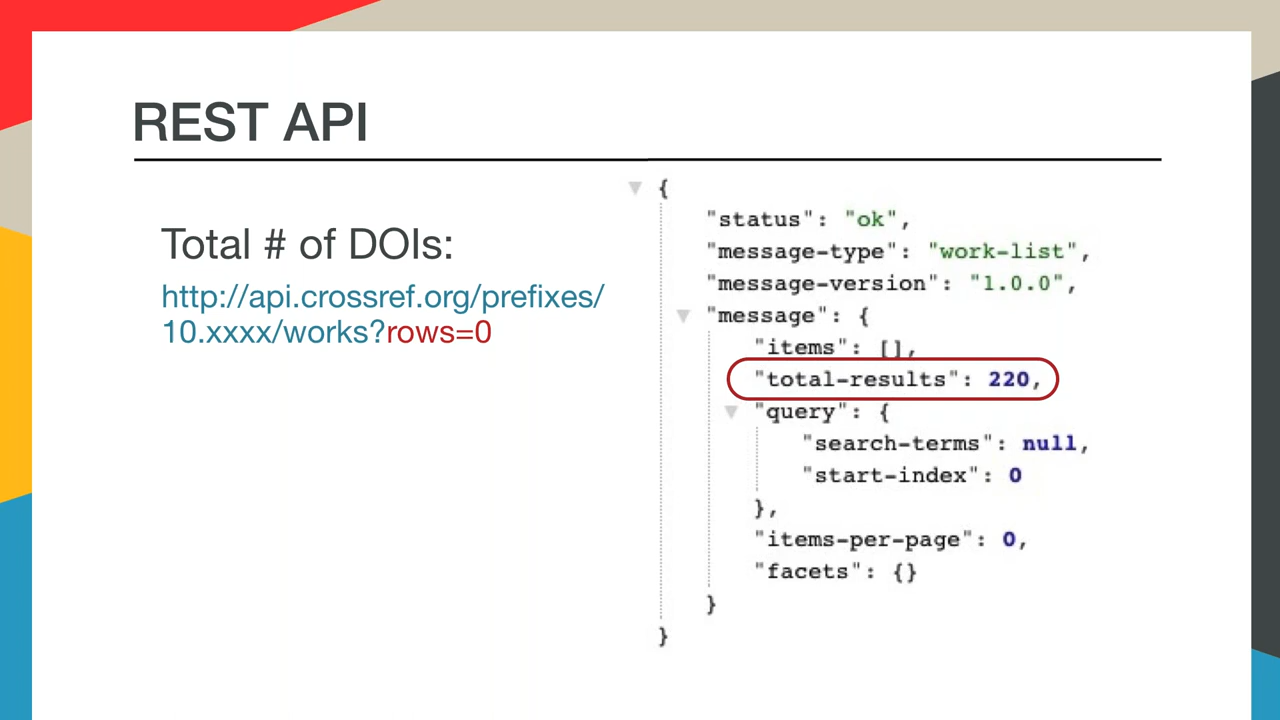 REST API
Total # of DOIs:
http://api.crossref.org/prefixes/
10.xxxx/works?rows=0
{
"status": "ok",
"message-type": "work-list",
"message-version": "1.0.0",
"message": {
"items": [],
"total-results": 220,
"query": {
"search-terms": null,
"start-index": 0
},
"items-per-page": 0,
"facets": {}
}
}